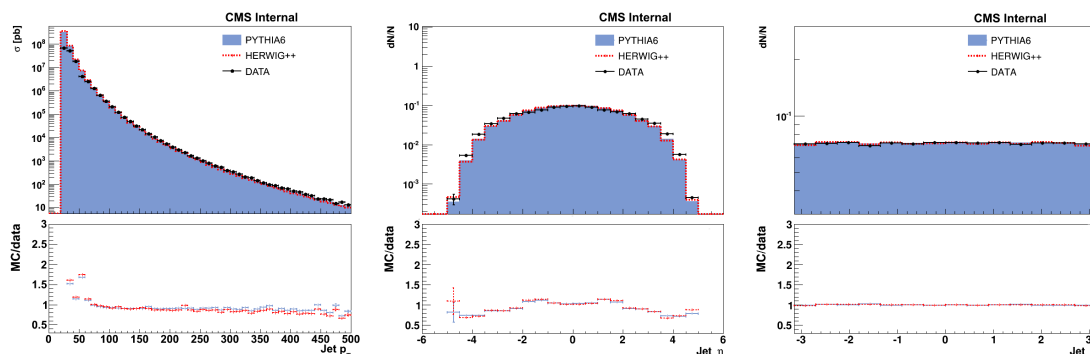 CMS Internal
σ [pb]
PYTHIA6
HERWIG++
DATA
10⁸
10⁷
10⁶
10⁵
10⁴
10³
10²
10
MC/data
3
2.5
2
1.5
1
0.5
0 50 100 150 200 250 300 350 400 450 500
Jet p
CMS Internal
dN/N
PYTHIA6
HERWIG++
DATA
10
1
10⁻¹
10⁻²
10⁻³
MC/data
3
2.5
2
1.5
1
0.5
-6 -4 -2 0 2 4 6
Jet η
CMS Internal
dN/N
PYTHIA6
HERWIG++
DATA
10⁻¹
MC/data
3
2.5
2
1.5
1
0.5
-3 -2 -1 0 1 2 3
Jet